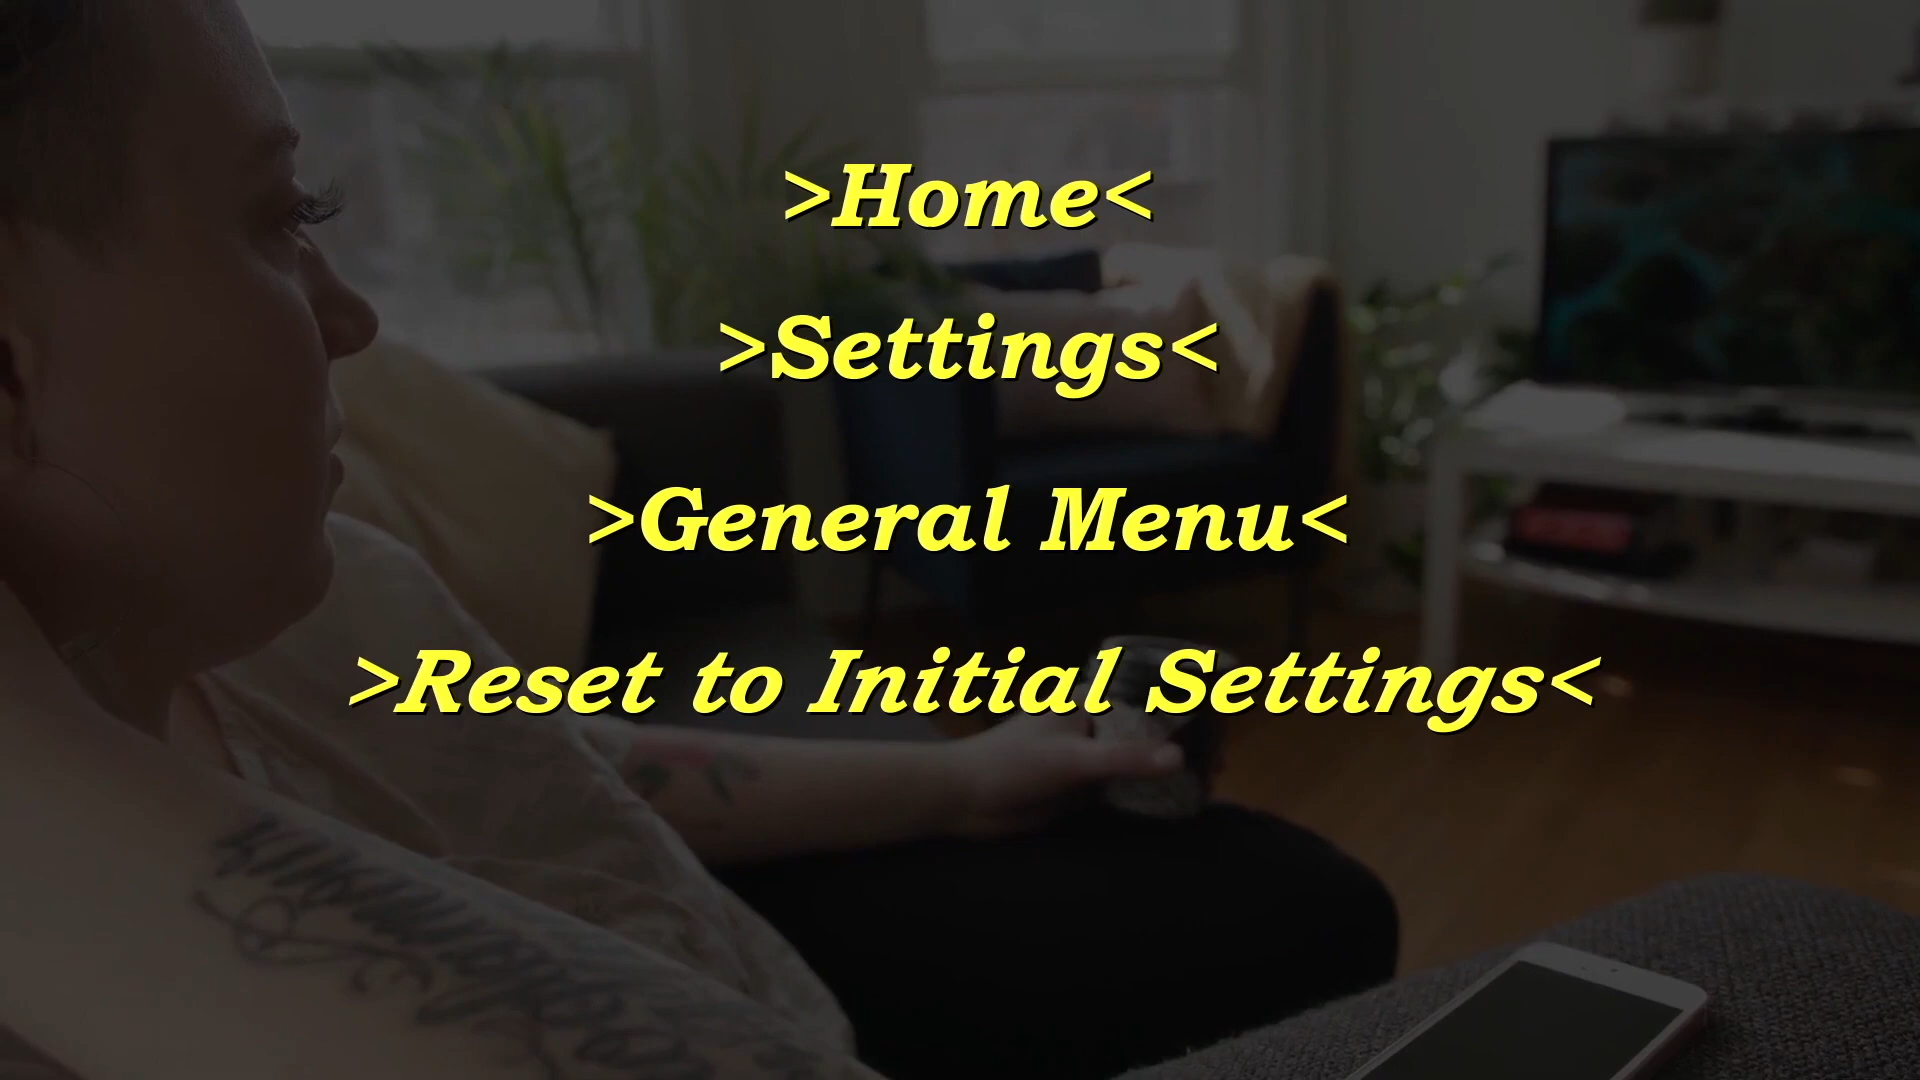 >Home<
>Settings<
>General Menu<
>Reset to Initial Settings<